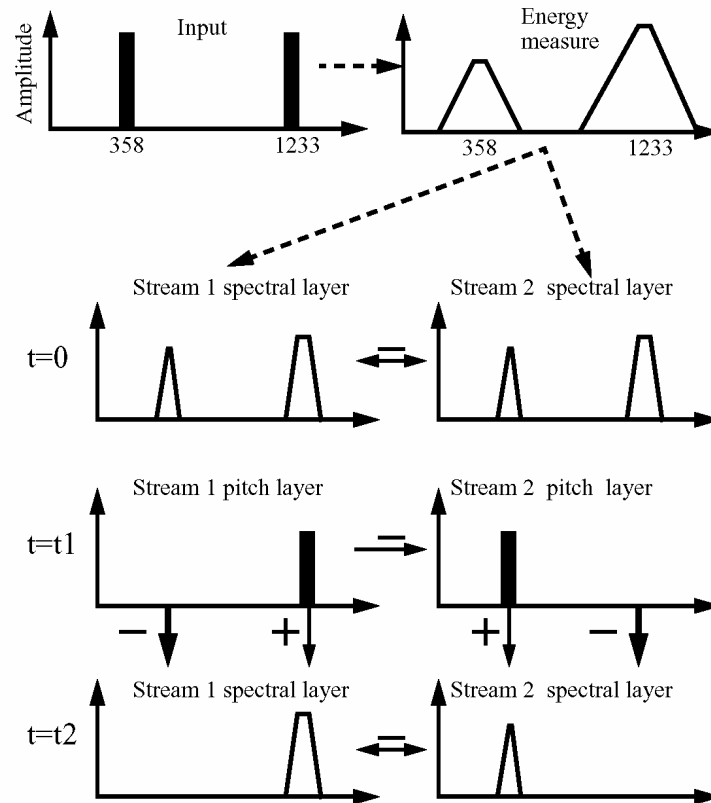 Input
Energy
measure
Amplitude
358
1233
358
1233
Stream 1 spectral layer
Stream 2 spectral layer
t=0
=
Stream 1 pitch layer
Stream 2 pitch layer
t=t1
− + + −
Stream 1 spectral layer
Stream 2 spectral layer
t=t2